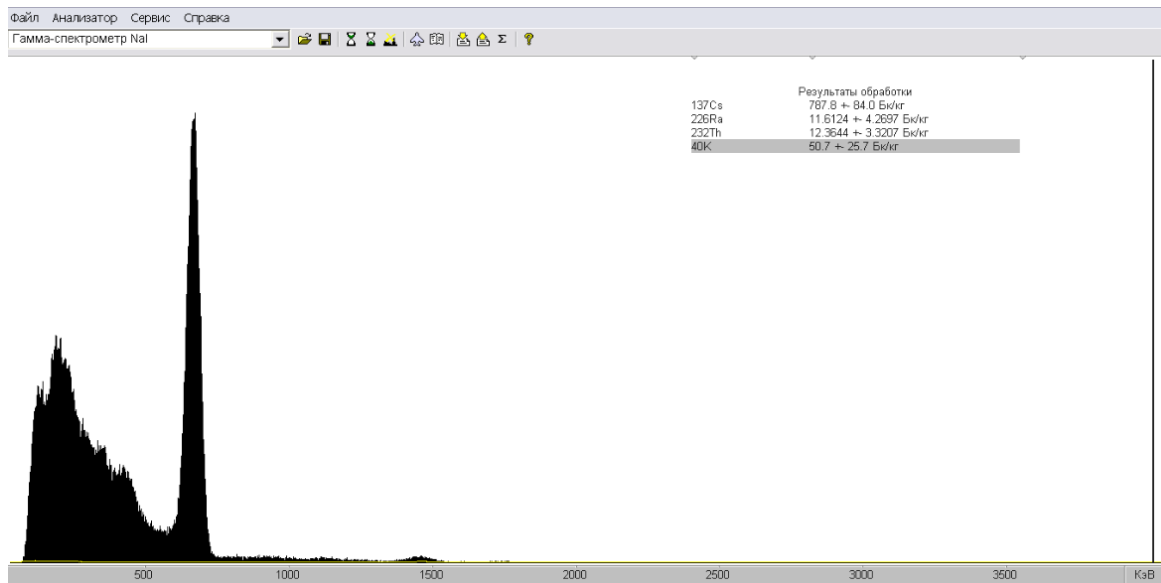 Файл Анализатор Сервис Справка
Гамма-спектрометр NaI
Результаты обработки
137Cs 787.8 +- 84.0 Бк/кг
226Ra 11.6124 +- 4.2697 Бк/кг
232Th 12.3644 +- 3.3207 Бк/кг
40K 50.7 +- 25.7 Бк/кг
500 1000 1500 2000 2500 3000 3500 КэВ